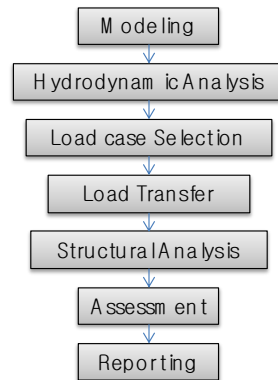 Modeling
Hydrodynamic Analysis
Load case Selection
Load Transfer
Structural Analysis
Assessment
Reporting